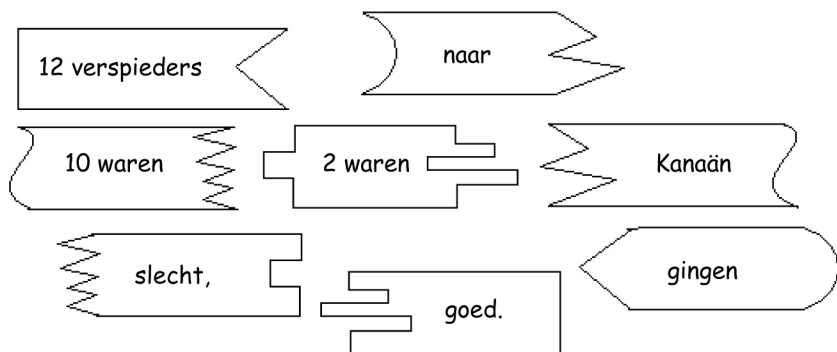 12 verspieders
naar
10 waren
2 waren
Kanaän
slecht,
goed.
gingen